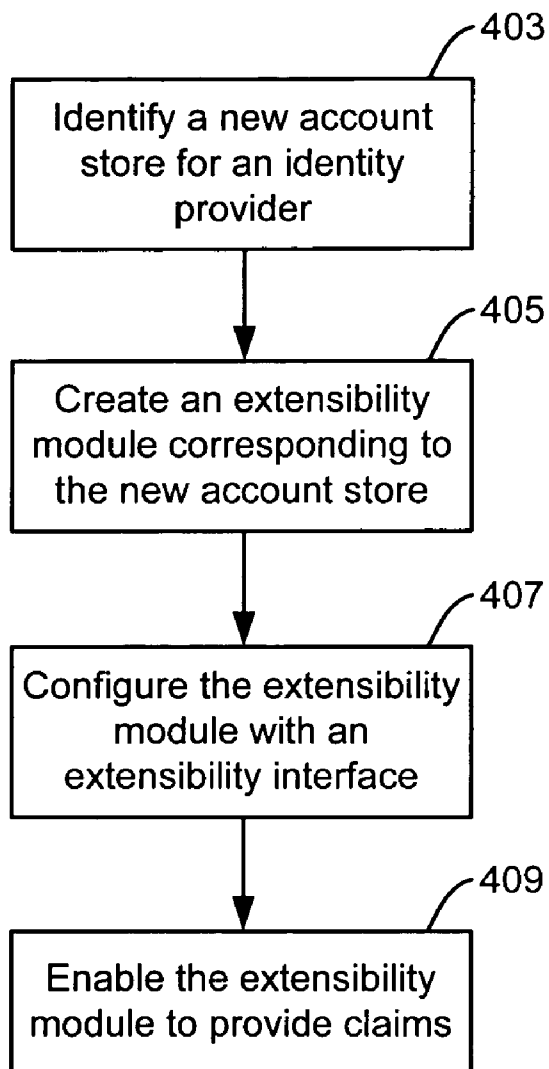 403
Identify a new account
store for an identity
provider
405
Create an extensibility
module corresponding to
the new account store
407
Configure the extensibility
module with an
extensibility interface
409
Enable the extensibility
module to provide claims